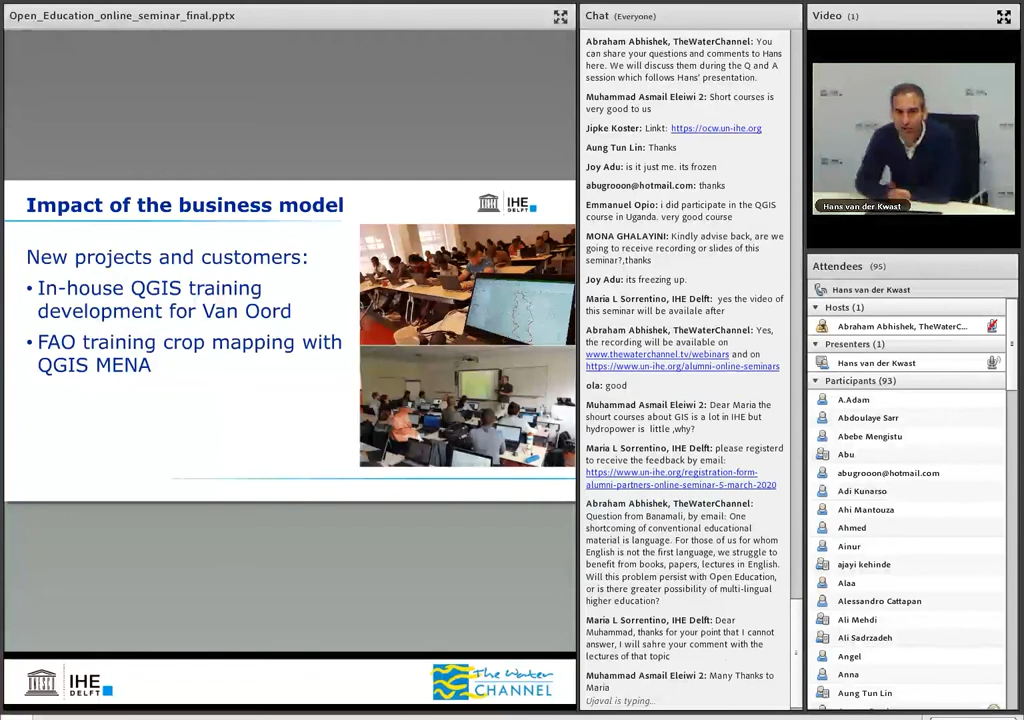 Open_Education_online_seminar_final.pptx
Impact of the business model
IHE
DELFT
New projects and customers:
• In-house QGIS training
development for Van Oord
• FAO training crop mapping with
QGIS MENA
IHE
DELFT
The Water
CHANNEL
Chat (Everyone)
Abraham Abhishek, TheWaterChannel: You
can share your questions and comments to Hans
here. We will discuss them during the Q and A
session which follows Hans' presentation.
Muhammad Asmail Eleiwi 2: Short courses is
very good to us
Jipke Koster: Linkt: https://ocw.un-ihe.org
Aung Tun Lin: Thanks
Joy Adu: is it just me. its frozen
abugrooon@hotmail.com: thanks
Emmanuel Opio: i did participate in the QGIS
course in Uganda. very good course
MONA GHALAYINI: Kindly advise back, are we
going to receive recording or slides of this
seminar?,thanks
Joy Adu: its freezing up.
Maria L Sorrentino, IHE Delft: yes the video of
this seminar will be availale after
Abraham Abhishek, TheWaterChannel: Yes,
the recording will be available on
www.thewaterchannel.tv/webinars and on
https://www.un-ihe.org/alumni-online-seminars
ola: good
Muhammad Asmail Eleiwi 2: Dear Maria the
shourt courses about GIS is a lot in IHE but
hydropower is little ,why?
Maria L Sorrentino, IHE Delft: please registerd
to receive the feedback by email:
https://www.un-ihe.org/registration-form-
alumni-partners-online-seminar-5-march-2020
Abraham Abhishek, TheWaterChannel:
Question from Banamali, by email: One
shortcoming of conventional educational
material is language. For those of us for whom
English is not the first language, we struggle to
benefit from books, papers, lectures in English.
Will this problem persist with Open Education,
or is there greater possibility of multi-lingual
higher education?
Maria L Sorrentino, IHE Delft: Dear
Muhammad, thanks for your point that I cannot
answer, I will sahre your comment with the
lectures of that topic
Muhammad Asmail Eleiwi 2: Many Thanks to
Maria
Ujaval is typing...
Video (1)
Hans van der Kwast
Attendees (95)
Hans van der Kwast
Hosts (1)
Abraham Abhishek, TheWaterC...
Presenters (1)
Hans van der Kwast
Participants (93)
A.Adam
Abdoulaye Sarr
Abebe Mengistu
Abu
abugrooon@hotmail.com
Adi Kunarso
Ahi Mantouza
Ahmed
Ainur
ajayi kehinde
Alaa
Alessandro Cattapan
Ali Mehdi
Ali Sadrzadeh
Angel
Anna
Aung Tun Lin